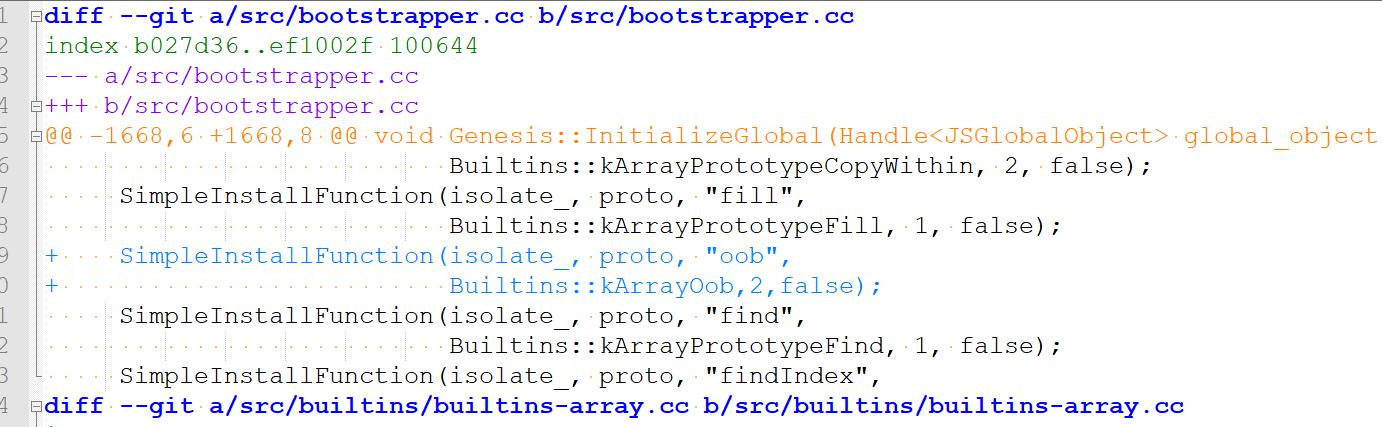 1 diff --git a/src/bootstrapper.cc b/src/bootstrapper.cc
2 index b027d36..ef1002f 100644
3 --- a/src/bootstrapper.cc
4 +++ b/src/bootstrapper.cc
5 @@ -1668,6 +1668,8 @@ void Genesis::InitializeGlobal(Handle<JSGlobalObject> global_object
6                            Builtins::kArrayPrototypeCopyWithin, 2, false);
7      SimpleInstallFunction(isolate_, proto, "fill",
8                            Builtins::kArrayPrototypeFill, 1, false);
9 +    SimpleInstallFunction(isolate_, proto, "oob",
0 +                          Builtins::kArrayOob,2,false);
1      SimpleInstallFunction(isolate_, proto, "find",
2                            Builtins::kArrayPrototypeFind, 1, false);
3      SimpleInstallFunction(isolate_, proto, "findIndex",
4 diff --git a/src/builtins/builtins-array.cc b/src/builtins/builtins-array.cc